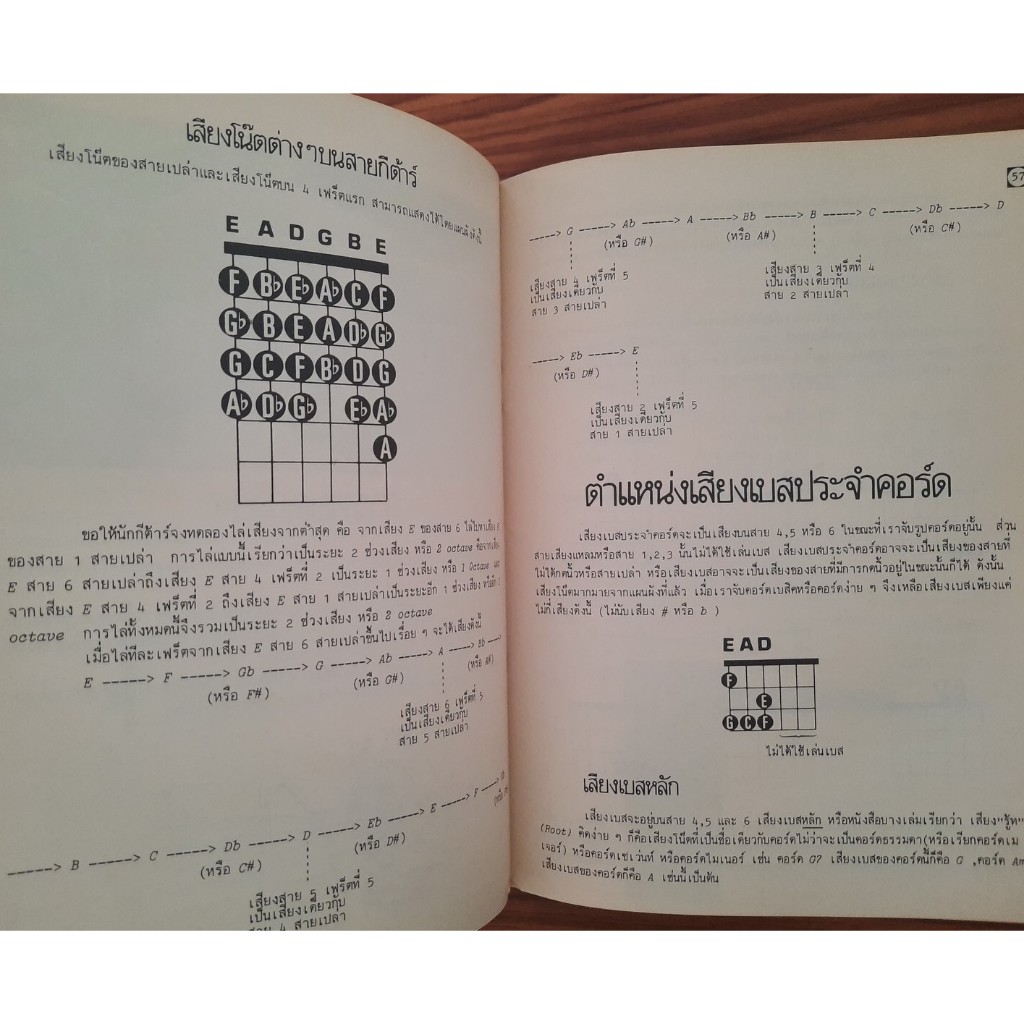 เสียงโน๊ตต่างๆบนสายกีต้าร์
เสียงโน๊ตของสายเปล่าและเสียงโน๊ตบน 4 เฟร็ตแรก สามารถแสดงได้โดยแผนผังดังนี้
E A D G B E
F B♭ E♭ A♭ C F
G♭ B E A D♭ G♭
G C F B♭ D G
A♭ D♭ G♭ E♭ A♭
A
ขอให้นักกีต้าร์จงทดลองไล่เสียงจากต่ำสุด คือ จากเสียง E ของสาย 6 ไล่ไปหาเสียง E
ของสาย 1 สายเปล่า การไล่แบบนี้เรียกว่าเป็นระยะ 2 ช่วงเสียง หรือ 2 octave คือจากเสียง
E สาย 6 สายเปล่าถึงเสียง E สาย 4 เฟร็ตที่ 2 เป็นระยะ 1 ช่วงเสียง หรือ 1 Octave และ
จากเสียง E สาย 4 เฟร็ตที่ 2 ถึงเสียง E สาย 1 สายเปล่าเป็นระยะอีก 1 ช่วงเสียง หรืออีก 1
octave การไล่ทั้งหมดนี้จึงรวมเป็นระยะ 2 ช่วงเสียง หรือ 2 octave
เมื่อไล่ทีละเฟร็ตจากเสียง E สาย 6 สายเปล่าขึ้นไปเรื่อย ๆ จะได้เสียงดังนี้
E ------> F -----> Gb -----> G -----> Ab -----> A -----> Bb ---
(หรือ F#) (หรือ G#) (หรือ A#)
เสียงสาย 6 เฟร็ตที่ 5
เป็นเสียงเดียวกับ
สาย 5 สายเปล่า
-----> B -----> C -----> Db -----> D -----> Eb -----> E -----> F ----->
(หรือ C#) (หรือ D#)
เสียงสาย 5 เฟร็ตที่ 5
เป็นเสียงเดียวกับ
สาย 4 สายเปล่า
57
-----> G -----> Ab -----> A -----> Bb -----> B -----> C -----> Db -----> D
(หรือ G#) (หรือ A#) (หรือ C#)
เสียงสาย 4 เฟร็ตที่ 5
เป็นเสียงเดียวกับ
สาย 3 สายเปล่า
เสียงสาย 3 เฟร็ตที่ 4
เป็นเสียงเดียวกับ
สาย 2 สายเปล่า
-----> Eb -----> E
(หรือ D#)
เสียงสาย 2 เฟร็ตที่ 5
เป็นเสียงเดียวกับ
สาย 1 สายเปล่า
ตำแหน่งเสียงเบสประจำคอร์ด
เสียงเบสประจำคอร์ดจะเป็นเสียงบนสาย 4,5 หรือ 6 ในขณะที่เราจับรูปคอร์ดอยู่นั้น ส่วน
สายเสียงแหลมหรือสาย 1,2,3 นั้นไม่ได้ใช้เล่นเบส เสียงเบสประจำคอร์ดอาจจะเป็นเสียงของสายที่
ไม่ได้กดนิ้วหรือสายเปล่า หรือเสียงเบสอาจจะเป็นเสียงของสายที่มีการกดนิ้วอยู่ในขณะนั้นก็ได้ ดังนั้น
เสียงโน๊ตมากมายจากแผนผังที่แล้ว เมื่อเราจับคอร์ดเบสิคหรือคอร์ดง่าย ๆ จึงเหลือเสียงเบสเพียงแค่
ไม่กี่เสียงดังนี้ (ไม่นับเสียง # หรือ b )
E A D
F
E
G C F
ไม่ได้ใช้เล่นเบส
เสียงเบสหลัก
เสียงเบสจะอยู่บนสาย 4,5 และ 6 เสียงเบสหลัก หรือหนังสือบางเล่มเรียกว่า เสียง"รู้ท"
(Root) คิดง่าย ๆ ก็คือเสียงโน๊ตที่เป็นชื่อเดียวกับคอร์ดไม่ว่าจะเป็นคอร์ดธรรมดา(หรือเรียกคอร์ดเม
เจอร์) หรือคอร์ดเซเว่นท์ หรือคอร์ดไมเนอร์ เช่น คอร์ด G7 เสียงเบสของคอร์ดนี้ก็คือ G ,คอร์ด Am
เสียงเบสของคอร์ดก็คือ A เช่นนี้เป็นต้น